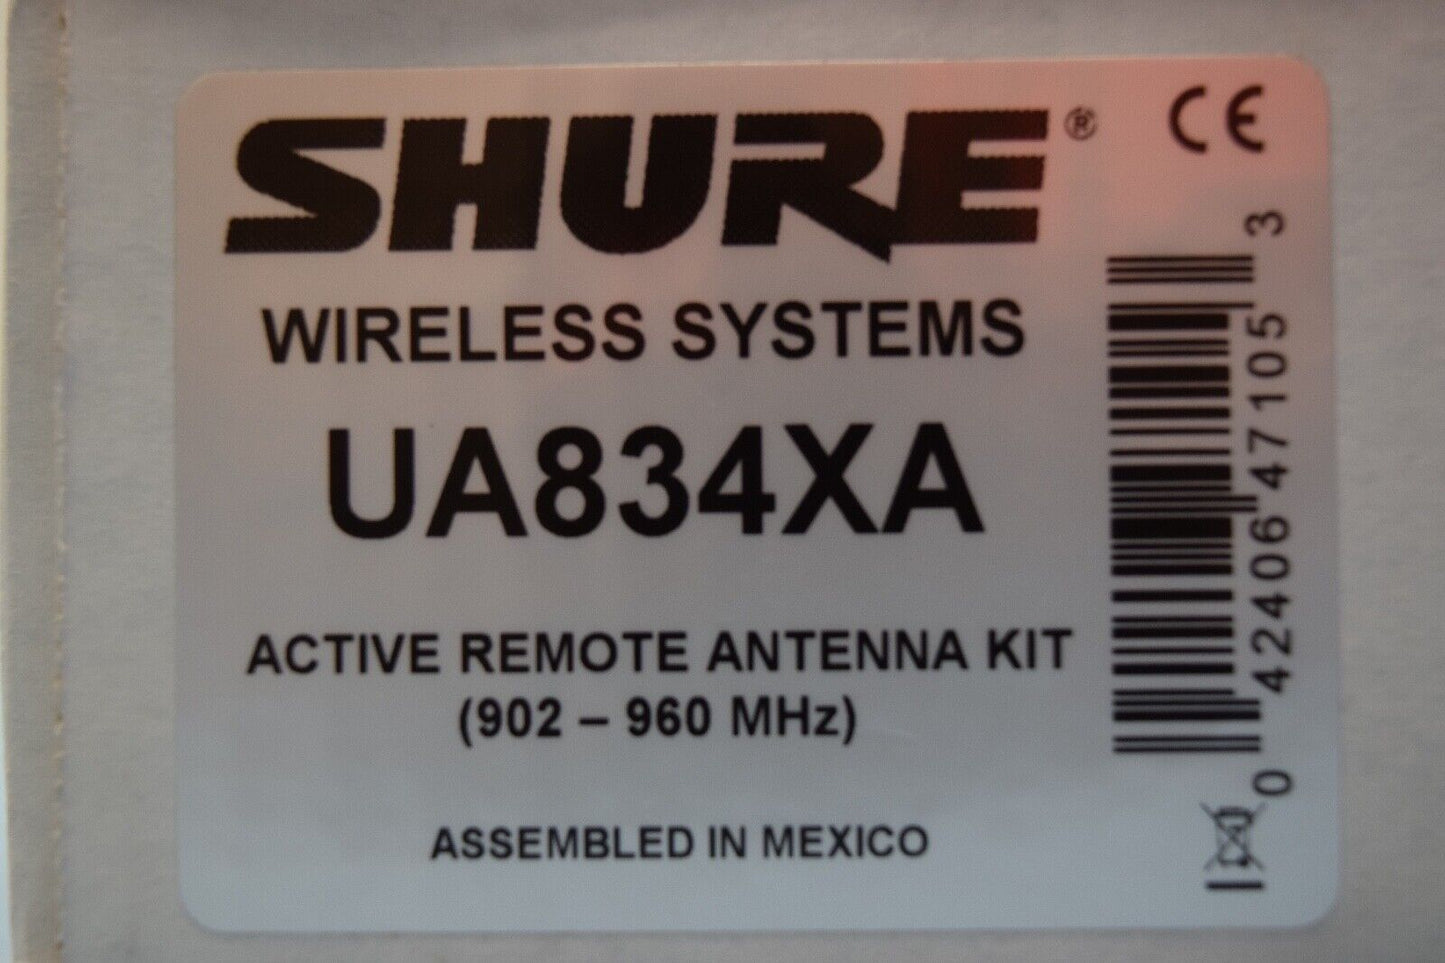 SHURE®
CE
WIRELESS SYSTEMS
UA834XA
ACTIVE REMOTE ANTENNA KIT
(902 – 960 MHz)
ASSEMBLED IN MEXICO
0 42406 47105 3